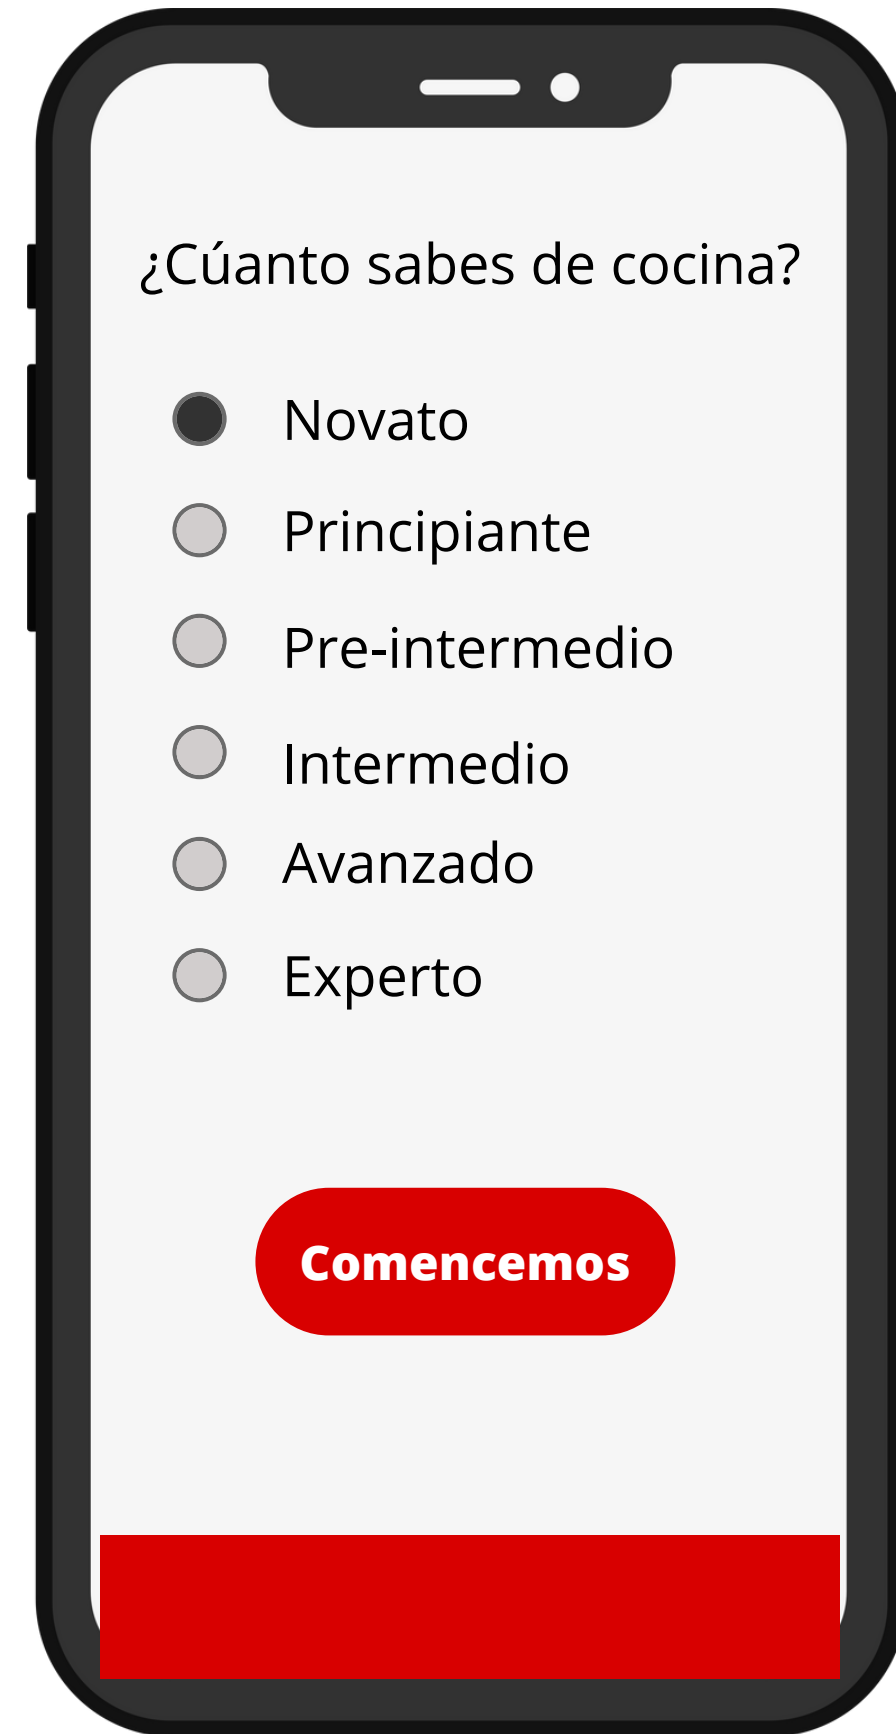 ¿Cúanto sabes de cocina?
Novato
Principiante
Pre-intermedio
Intermedio
Avanzado
Experto
Comencemos